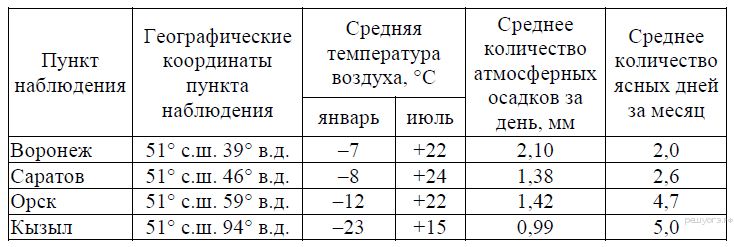 Пункт наблюдения
Географические координаты пункта наблюдения
Средняя температура воздуха, °С
январь
июль
Среднее количество атмосферных осадков за день, мм
Среднее количество ясных дней за месяц
Воронеж 51° с.ш. 39° в.д. –7 +22 2,10 2,0
Саратов 51° с.ш. 46° в.д. –8 +24 1,38 2,6
Орск 51° с.ш. 59° в.д. –12 +22 1,42 4,7
Кызыл 51° с.ш. 94° в.д. –23 +15 0,99 5,0
решуогэ.рф